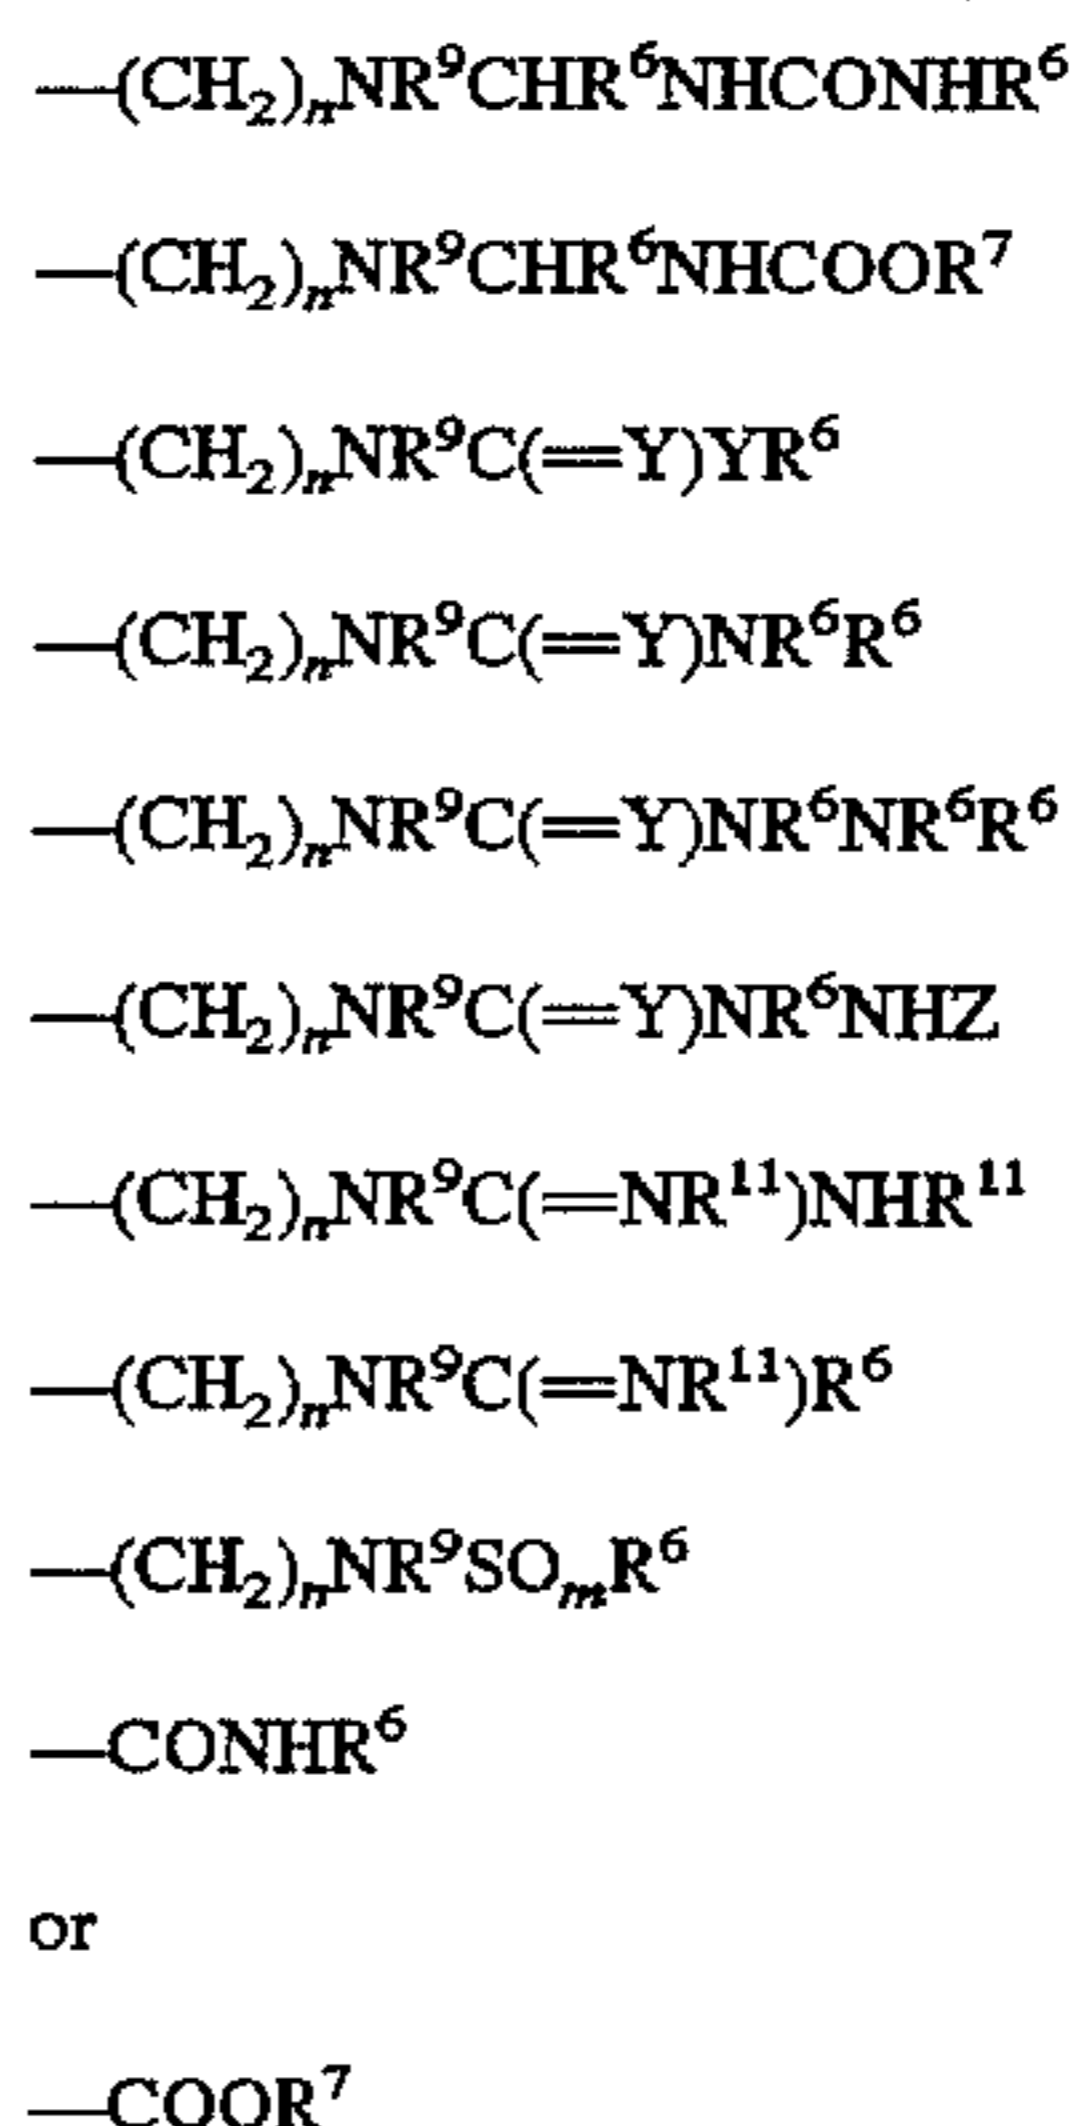 —(CH₂)ₙNR⁹CHR⁶NHCONHR⁶
—(CH₂)ₙNR⁹CHR⁶NHCOOR⁷
—(CH₂)ₙNR⁹C(=Y)YR⁶
—(CH₂)ₙNR⁹C(=Y)NR⁶R⁶
—(CH₂)ₙNR⁹C(=Y)NR⁶NR⁶R⁶
—(CH₂)ₙNR⁹C(=Y)NR⁶NHZ
—(CH₂)ₙNR⁹C(=NR¹¹)NHR¹¹
—(CH₂)ₙNR⁹C(=NR¹¹)R⁶
—(CH₂)ₙNR⁹SOₘR⁶
—CONHR⁶
or
—COOR⁷